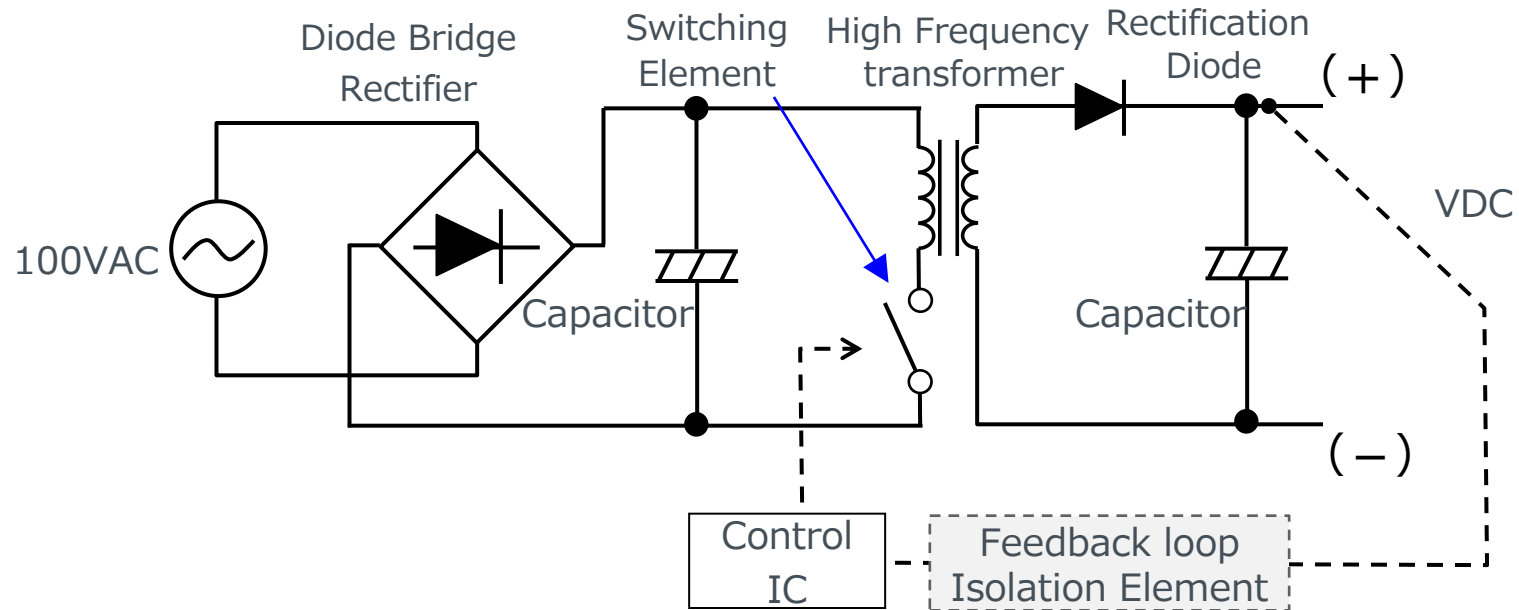 Diode Bridge
Rectifier
Switching
Element
High Frequency
transformer
Rectification
Diode
(+)
100VAC
Capacitor
Capacitor
VDC
(−)
Control
IC
Feedback loop
Isolation Element